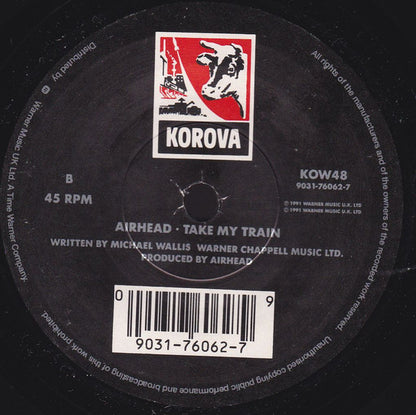 KOROVA
B
45 RPM
KOW48
9031-76062-7
℗ 1991 WARNER MUSIC U.K. LTD
© 1991 WARNER MUSIC U.K. LTD
AIRHEAD · TAKE MY TRAIN
WRITTEN BY MICHAEL WALLIS WARNER CHAPPELL MUSIC LTD.
PRODUCED BY AIRHEAD
0 9
9031-76062-7
Distributed by Warner Music UK Ltd. A Time Warner Company.
All rights of the manufacturers and of the owners of the recorded work reserved.
Unauthorised copying public performance and broadcasting of this work prohibited.